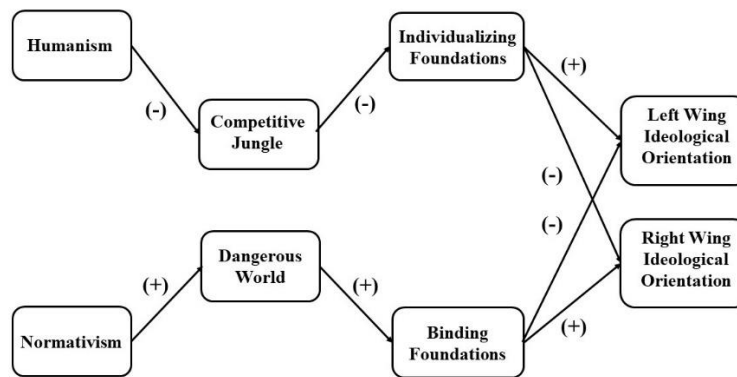 Humanism
(-)
Competitive
Jungle
(-)
Individualizing
Foundations
(+)
Left Wing
Ideological
Orientation
(-)
(-)
Right Wing
Ideological
Orientation
Dangerous
World
(+)
(+)
(+)
Normativism
Binding
Foundations